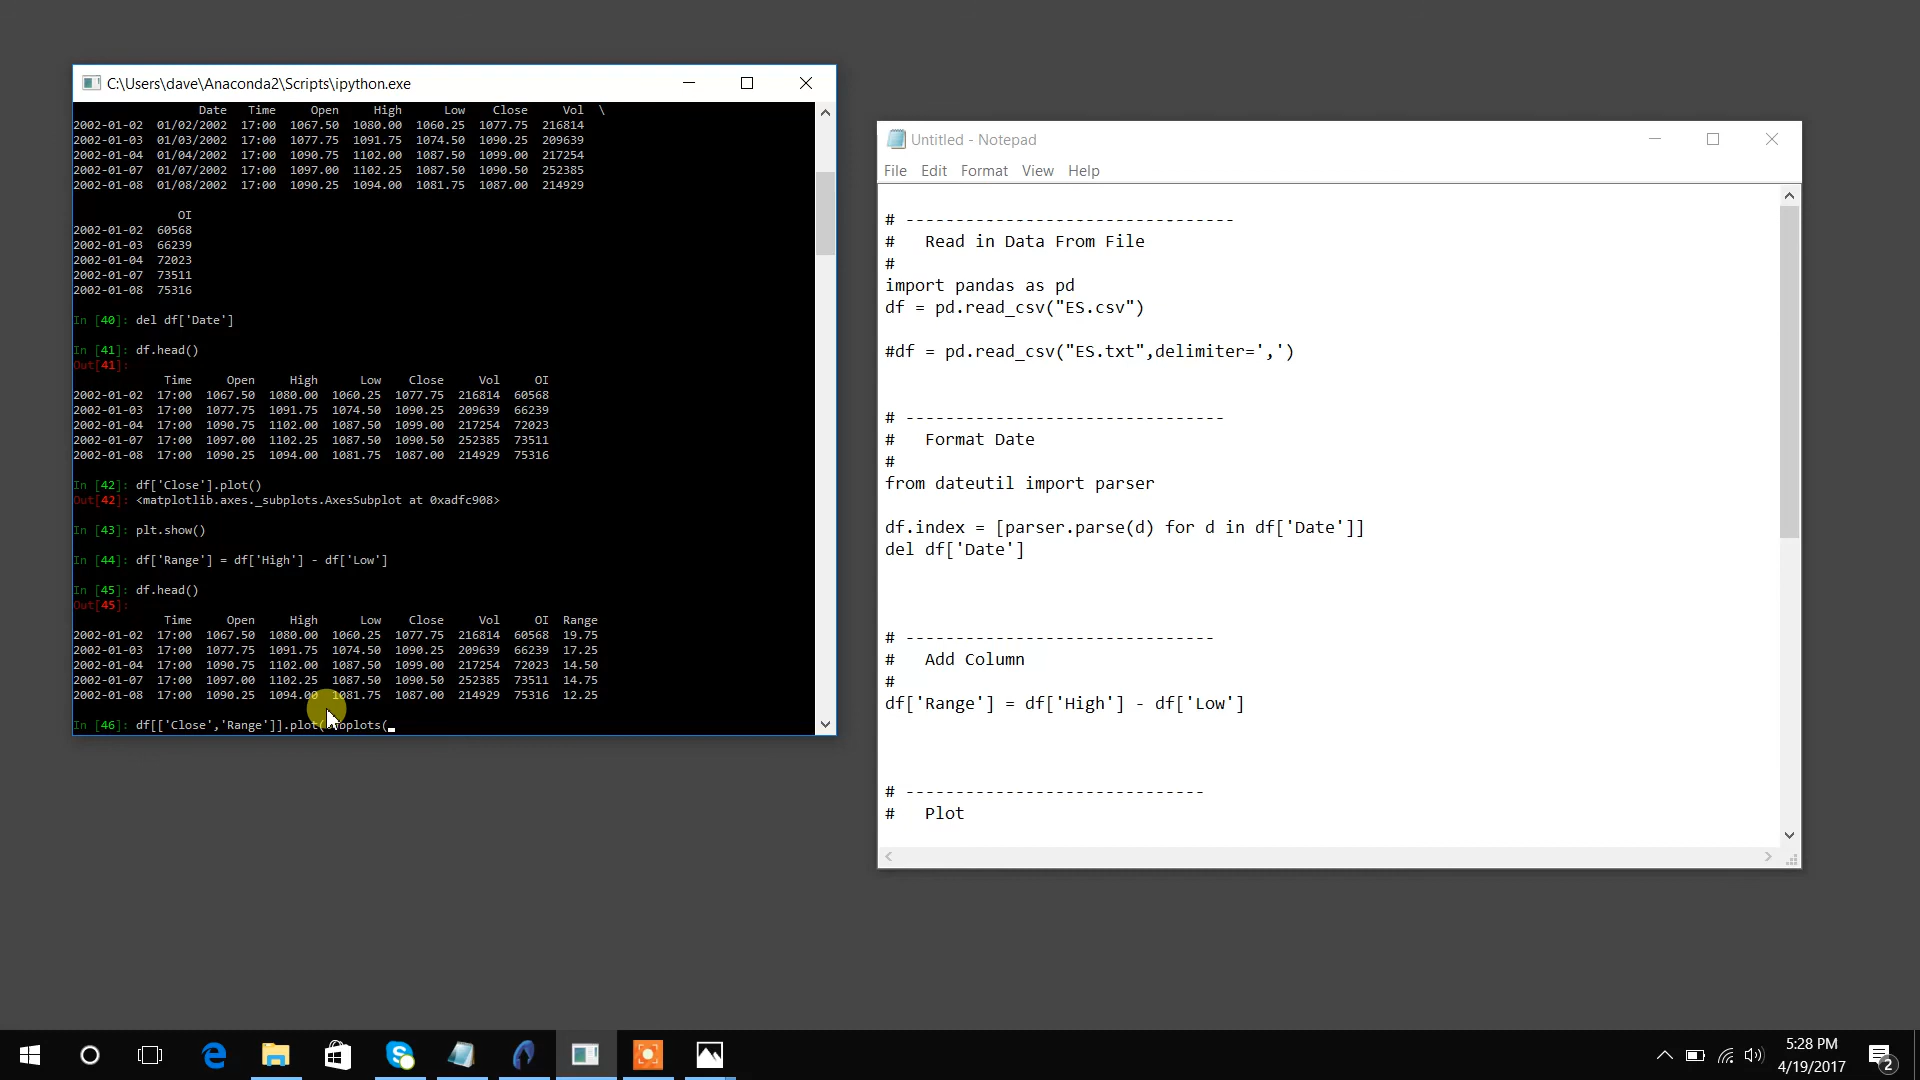 C:\Users\dave\Anaconda2\Scripts\ipython.exe
Date Time Open High Low Close Vol \
2002-01-02 01/02/2002 17:00 1067.50 1080.00 1060.25 1077.75 216814
2002-01-03 01/03/2002 17:00 1077.75 1091.75 1074.50 1090.25 209639
2002-01-04 01/04/2002 17:00 1090.75 1102.00 1087.50 1099.00 217254
2002-01-07 01/07/2002 17:00 1097.00 1102.25 1087.50 1090.50 252385
2002-01-08 01/08/2002 17:00 1090.25 1094.00 1081.75 1087.00 214929
OI
2002-01-02 60568
2002-01-03 66239
2002-01-04 72023
2002-01-07 73511
2002-01-08 75316
In [40]: del df['Date']
In [41]: df.head()
Out[41]:
Time Open High Low Close Vol OI
2002-01-02 17:00 1067.50 1080.00 1060.25 1077.75 216814 60568
2002-01-03 17:00 1077.75 1091.75 1074.50 1090.25 209639 66239
2002-01-04 17:00 1090.75 1102.00 1087.50 1099.00 217254 72023
2002-01-07 17:00 1097.00 1102.25 1087.50 1090.50 252385 73511
2002-01-08 17:00 1090.25 1094.00 1081.75 1087.00 214929 75316
In [42]: df['Close'].plot()
Out[42]: <matplotlib.axes._subplots.AxesSubplot at 0xadfc908>
In [43]: plt.show()
In [44]: df['Range'] = df['High'] - df['Low']
In [45]: df.head()
Out[45]:
Time Open High Low Close Vol OI Range
2002-01-02 17:00 1067.50 1080.00 1060.25 1077.75 216814 60568 19.75
2002-01-03 17:00 1077.75 1091.75 1074.50 1090.25 209639 66239 17.25
2002-01-04 17:00 1090.75 1102.00 1087.50 1099.00 217254 72023 14.50
2002-01-07 17:00 1097.00 1102.25 1087.50 1090.50 252385 73511 14.75
2002-01-08 17:00 1090.25 1094.00 1081.75 1087.00 214929 75316 12.25
In [46]: df[['Close','Range']].plot(subplots(
Untitled - Notepad
File Edit Format View Help
# ---------------------------------
# Read in Data From File
#
import pandas as pd
df = pd.read_csv("ES.csv")
#df = pd.read_csv("ES.txt",delimiter=',')
# --------------------------------
# Format Date
#
from dateutil import parser
df.index = [parser.parse(d) for d in df['Date']]
del df['Date']
# -------------------------------
# Add Column
#
df['Range'] = df['High'] - df['Low']
# ------------------------------
# Plot
5:28 PM
4/19/2017
2